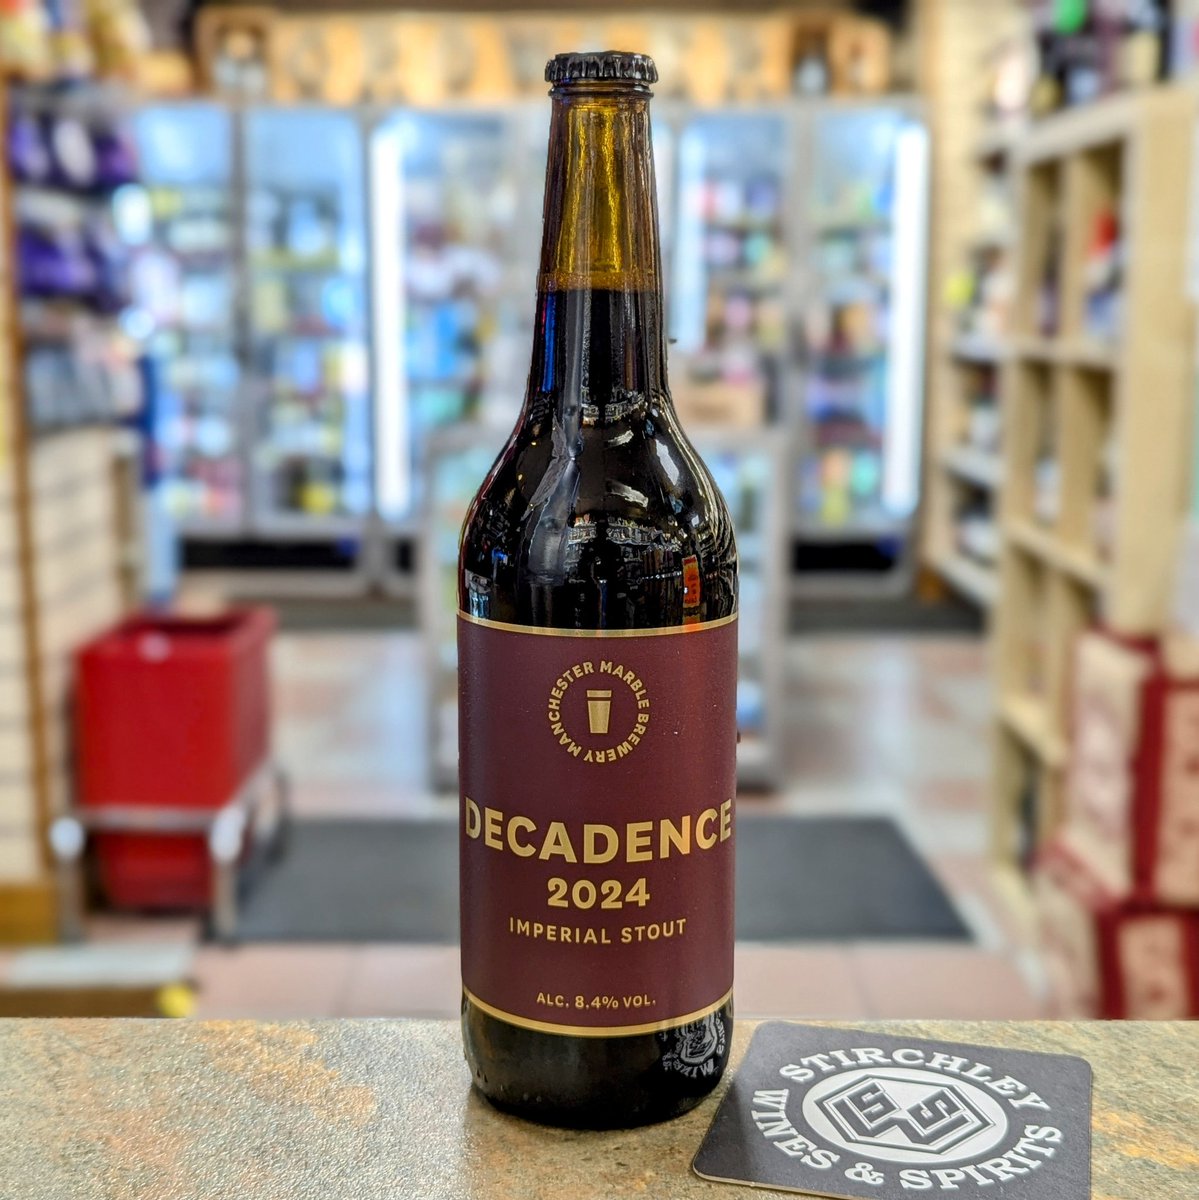 MANCHESTER MARBLE BREWERY
DECADENCE
2024
IMPERIAL STOUT
ALC. 8.4% VOL.
STIRCHLEY
WINES & SPIRITS